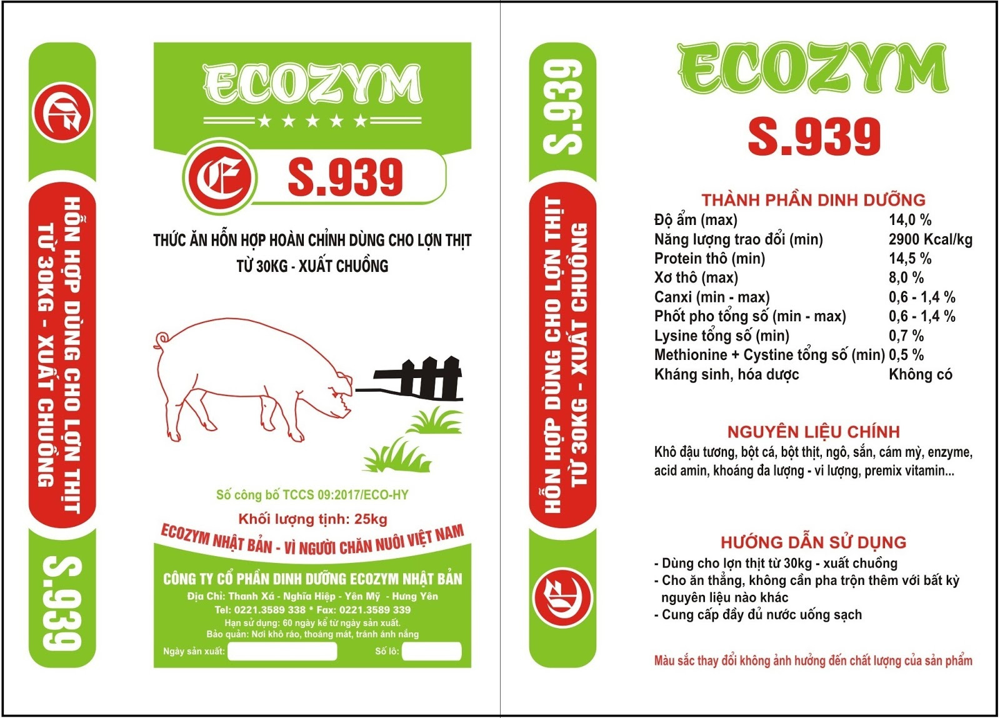 HỖN HỢP DÙNG CHO LỢN THỊT
TỪ 30KG - XUẤT CHUỒNG
S.939
ECOZYM
S.939
THỨC ĂN HỖN HỢP HOÀN CHỈNH DÙNG CHO LỢN THỊT
TỪ 30KG - XUẤT CHUỒNG
Số công bố TCCS 09:2017/ECO-HY
Khối lượng tịnh: 25kg
ECOZYM NHẬT BẢN - VÌ NGƯỜI CHĂN NUÔI VIỆT NAM
CÔNG TY CỔ PHẦN DINH DƯỠNG ECOZYM NHẬT BẢN
Địa Chỉ: Thanh Xá - Nghĩa Hiệp - Yên Mỹ - Hưng Yên
Tel: 0221.3589 338 * Fax: 0221.3589 339
Hạn sử dụng: 60 ngày kể từ ngày sản xuất.
Bảo quản: Nơi khô ráo, thoáng mát, tránh ánh nắng
Ngày sản xuất: Số lô:
S.939
HỖN HỢP DÙNG CHO LỢN THỊT
TỪ 30KG - XUẤT CHUỒNG
ECOZYM
S.939
THÀNH PHẦN DINH DƯỠNG
Độ ẩm (max) 14,0 %
Năng lượng trao đổi (min) 2900 Kcal/kg
Protein thô (min) 14,5 %
Xơ thô (max) 8,0 %
Canxi (min - max) 0,6 - 1,4 %
Phốt pho tổng số (min - max) 0,6 - 1,4 %
Lysine tổng số (min) 0,7 %
Methionine + Cystine tổng số (min) 0,5 %
Kháng sinh, hóa dược Không có
NGUYÊN LIỆU CHÍNH
Khô đậu tương, bột cá, bột thịt, ngô, sắn, cám mỳ, enzyme,
acid amin, khoáng đa lượng - vi lượng, premix vitamin...
HƯỚNG DẪN SỬ DỤNG
- Dùng cho lợn thịt từ 30kg - xuất chuồng
- Cho ăn thẳng, không cần pha trộn thêm với bất kỳ
nguyên liệu nào khác
- Cung cấp đầy đủ nước uống sạch
Màu sắc thay đổi không ảnh hưởng đến chất lượng của sản phẩm